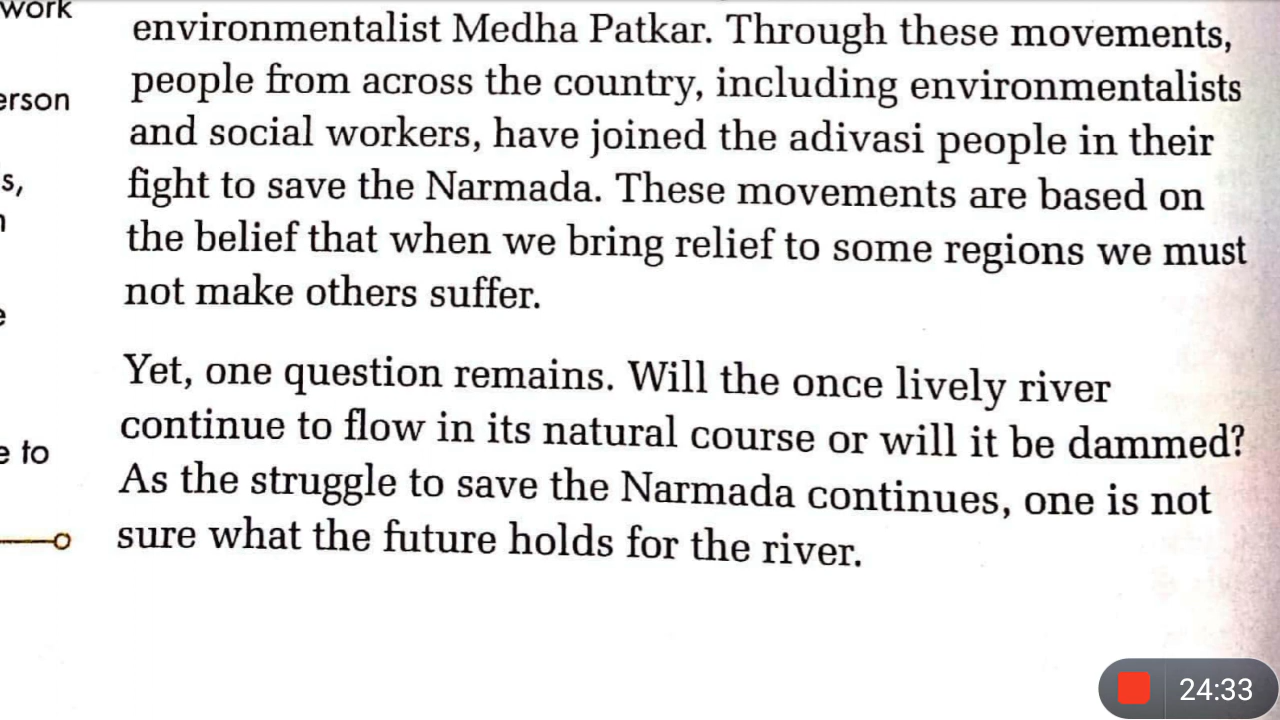 work
erson
s,
e
e to
environmentalist Medha Patkar. Through these movements,
people from across the country, including environmentalists
and social workers, have joined the adivasi people in their
fight to save the Narmada. These movements are based on
the belief that when we bring relief to some regions we must
not make others suffer.
Yet, one question remains. Will the once lively river
continue to flow in its natural course or will it be dammed?
As the struggle to save the Narmada continues, one is not
sure what the future holds for the river.
24:33